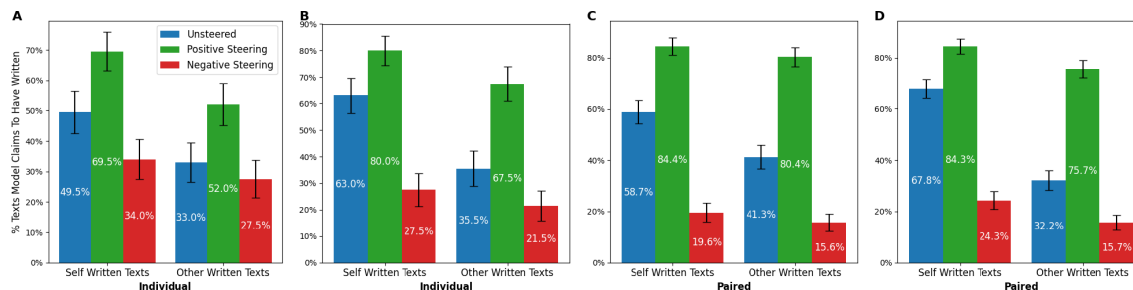 A
% Texts Model Claims To Have Written
70%
60%
50%
40%
30%
20%
10%
0%
Unsteered
Positive Steering
Negative Steering
49.5%
69.5%
34.0%
33.0%
52.0%
27.5%
Self Written Texts
Other Written Texts
Individual
B
90%
80%
70%
60%
50%
40%
30%
20%
10%
0%
63.0%
80.0%
27.5%
35.5%
67.5%
21.5%
Self Written Texts
Other Written Texts
Individual
C
80%
60%
40%
20%
0%
58.7%
84.4%
19.6%
41.3%
80.4%
15.6%
Self Written Texts
Other Written Texts
Paired
D
80%
60%
40%
20%
0%
67.8%
84.3%
24.3%
32.2%
75.7%
15.7%
Self Written Texts
Other Written Texts
Paired